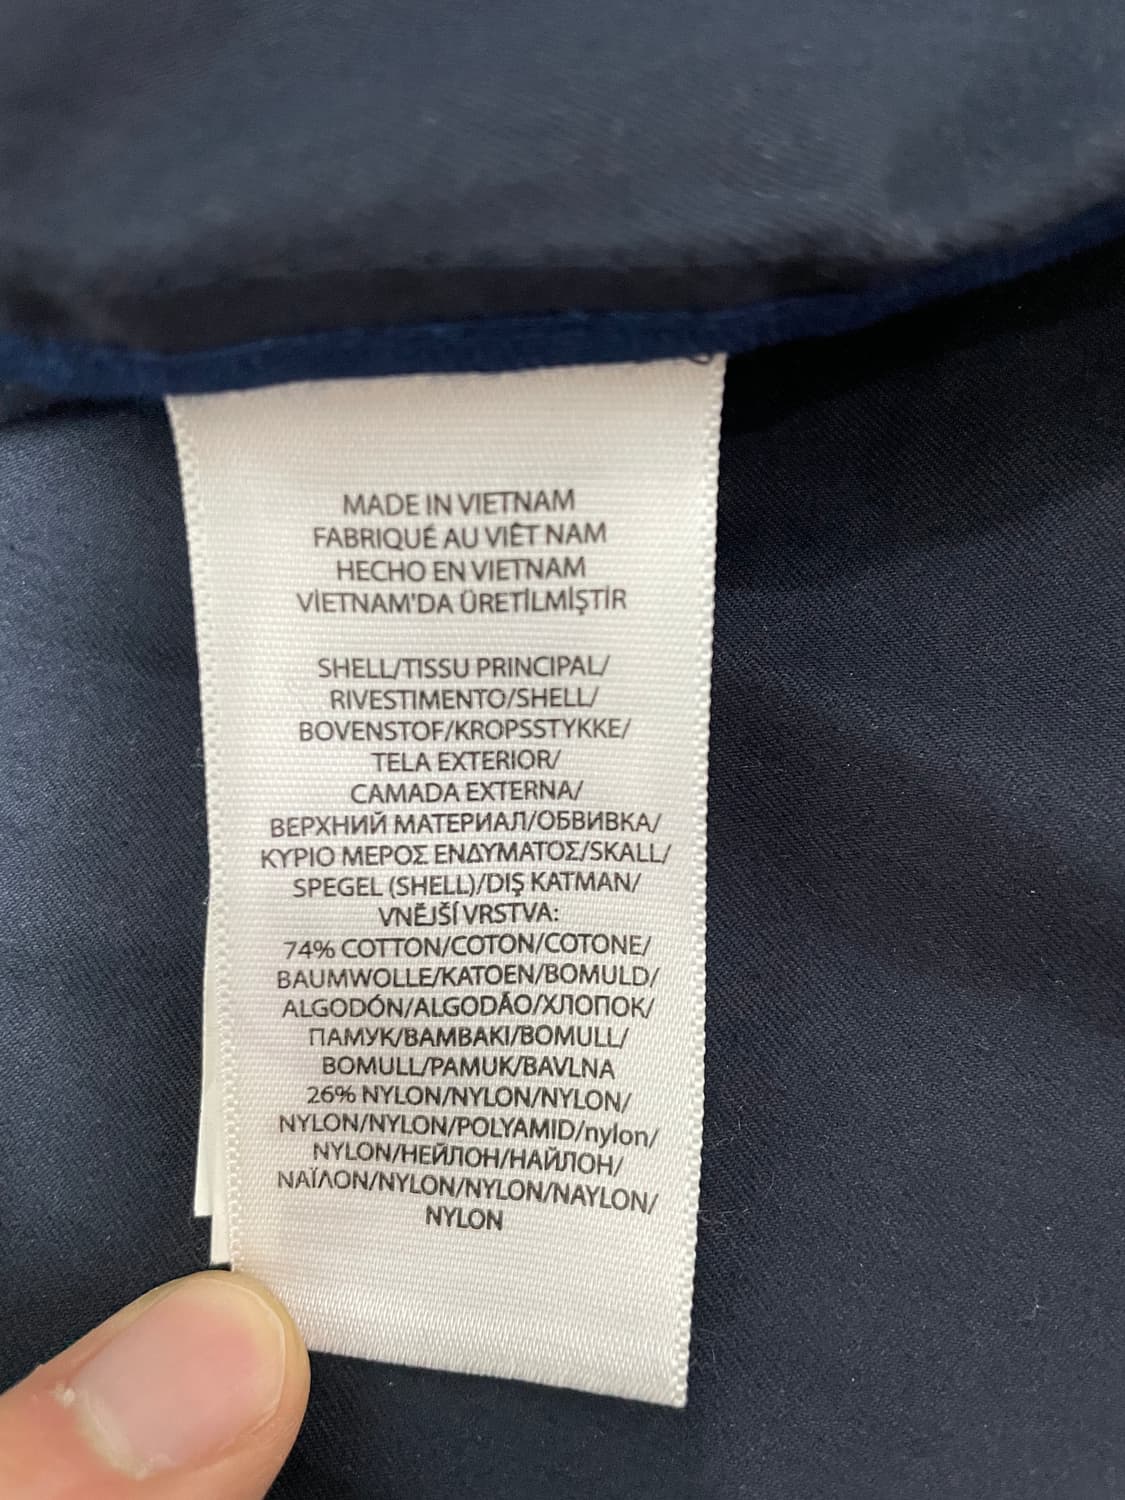 MADE IN VIETNAM
FABRIQUÉ AU VIÊT NAM
HECHO EN VIETNAM
VİETNAM'DA ÜRETİLMİŞTİR
SHELL/TISSU PRINCIPAL/
RIVESTIMENTO/SHELL/
BOVENSTOF/KROPSSTYKKE/
TELA EXTERIOR/
CAMADA EXTERNA/
ВЕРХНИЙ МАТЕРИАЛ/ОБВИВКА/
ΚΥΡΙΟ ΜΕΡΟΣ ΕΝΔΥΜΑΤΟΣ/SKALL/
SPEGEL (SHELL)/DIŞ KATMAN/
VNĚJŠÍ VRSTVA:
74% COTTON/COTON/COTONE/
BAUMWOLLE/KATOEN/BOMULD/
ALGODÓN/ALGODÃO/ХЛОПОК/
ПАМУК/ΒΑΜΒΑΚΙ/BOMULL/
BOMULL/PAMUK/BAVLNA
26% NYLON/NYLON/NYLON/
NYLON/NYLON/POLYAMID/nylon/
NYLON/НЕЙЛОН/НАЙЛОН/
ΝΑΪΛΟΝ/NYLON/NYLON/NAYLON/
NYLON